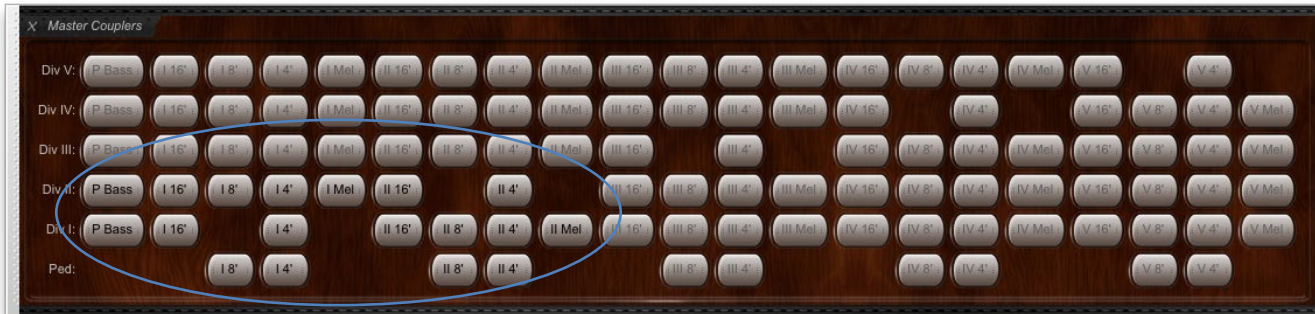 X Master Couplers
Div V: P Bass I 16' I 8' I 4' I Mel II 16' II 8' II 4' II Mel III 16' III 8' III 4' III Mel IV 16' IV 8' IV 4' IV Mel V 16' V 4'
Div IV: P Bass I 16' I 8' I 4' I Mel II 16' II 8' II 4' II Mel III 16' III 8' III 4' III Mel IV 16' IV 4' V 16' V 8' V 4' V Mel
Div III: P Bass I 16' I 8' I 4' I Mel II 16' II 8' II 4' II Mel III 16' III 4' IV 16' IV 8' IV 4' IV Mel V 16' V 8' V 4' V Mel
Div II: P Bass I 16' I 8' I 4' I Mel II 16' II 4' III 16' III 8' III 4' III Mel IV 16' IV 8' IV 4' IV Mel V 16' V 8' V 4' V Mel
Div I: P Bass I 16' I 4' II 16' II 8' II 4' II Mel III 16' III 8' III 4' III Mel IV 16' IV 8' IV 4' IV Mel V 16' V 8' V 4' V Mel
Ped: I 8' I 4' II 8' II 4' III 8' III 4' IV 8' IV 4' V 8' V 4'